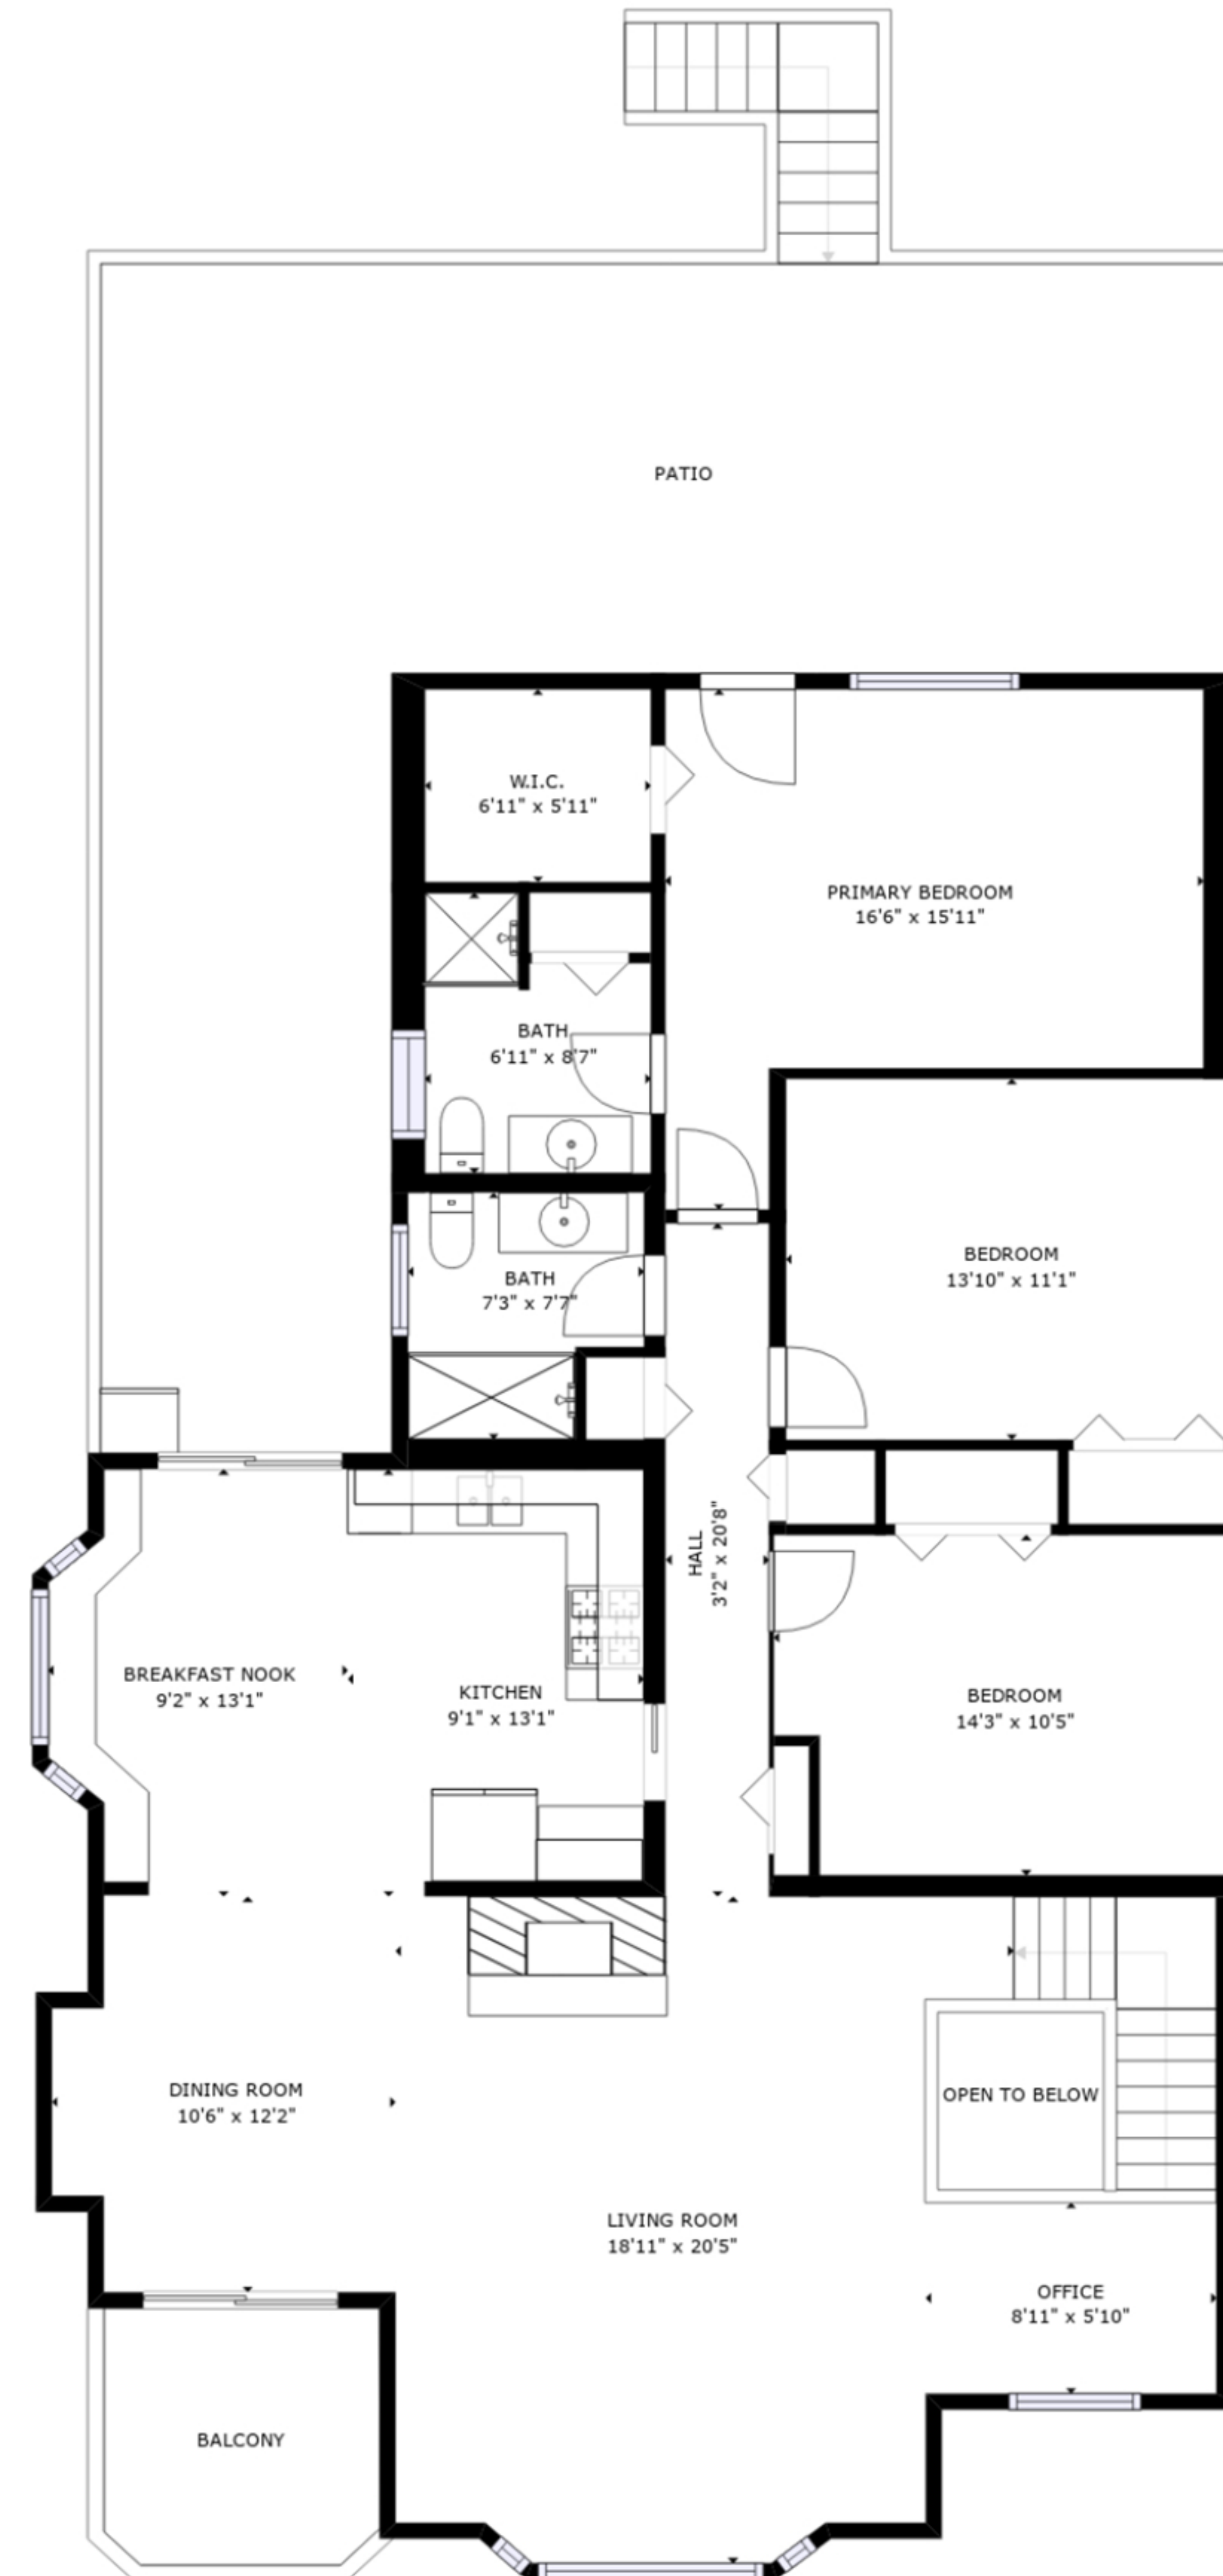 PATIO
W.I.C.
6'11" x 5'11"
PRIMARY BEDROOM
16'6" x 15'11"
BATH
6'11" x 8'7"
BEDROOM
13'10" x 11'1"
BATH
7'3" x 7'7"
HALL
3'2" x 20'8"
BREAKFAST NOOK
9'2" x 13'1"
KITCHEN
9'1" x 13'1"
BEDROOM
14'3" x 10'5"
DINING ROOM
10'6" x 12'2"
OPEN TO BELOW
LIVING ROOM
18'11" x 20'5"
OFFICE
8'11" x 5'10"
BALCONY